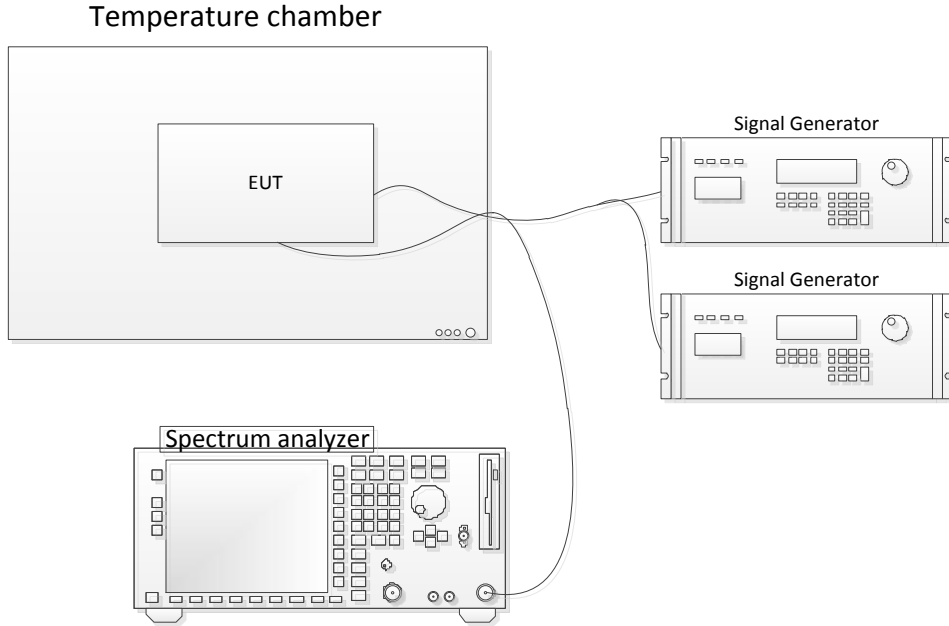 Temperature chamber
Signal Generator
EUT
Signal Generator
Spectrum analyzer